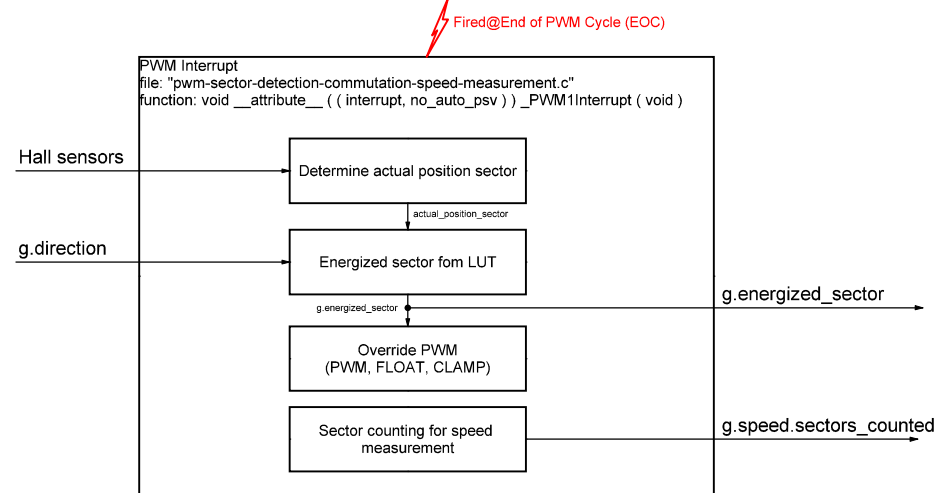 Fired@End of PWM Cycle (EOC)
PWM Interrupt
file: "pwm-sector-detection-commutation-speed-measurement.c"
function: void __attribute__ ( ( interrupt, no_auto_psv ) ) _PWM1Interrupt ( void )
Hall sensors
Determine actual position sector
actual_position_sector
g.direction
Energized sector fom LUT
g.energized_sector
g.energized_sector
Override PWM
(PWM, FLOAT, CLAMP)
Sector counting for speed
measurement
g.speed.sectors_counted